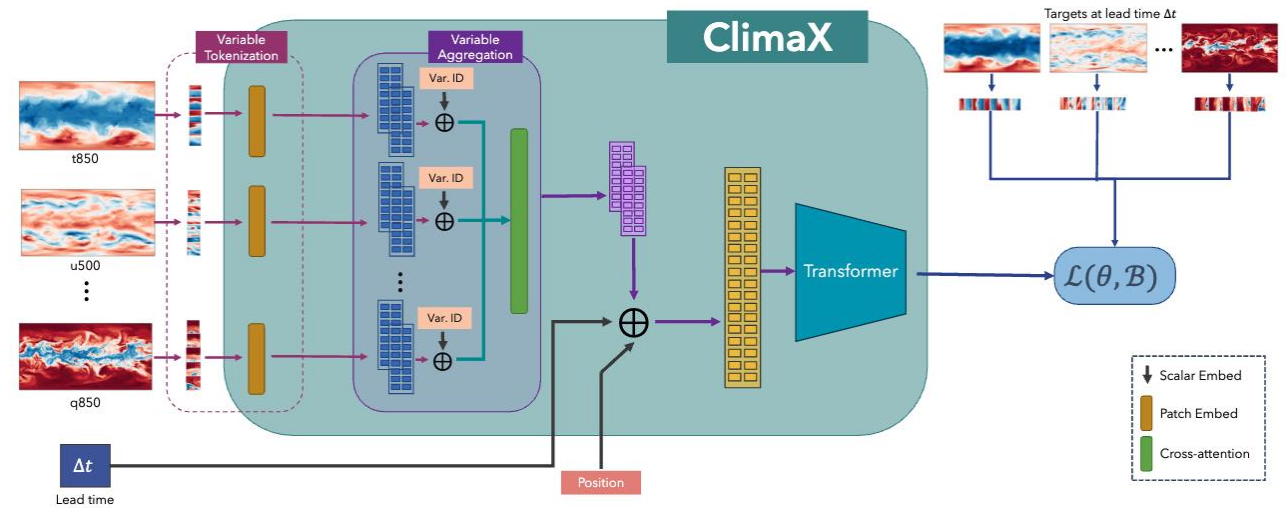 Variable
Tokenization
Variable
Aggregation
ClimaX
Targets at lead time Δt
...
t850
u500
⋮
q850
Var. ID
Var. ID
⋮
Var. ID
Transformer
ℒ(θ, ℬ)
Δt
Lead time
Position
Scalar Embed
Patch Embed
Cross-attention